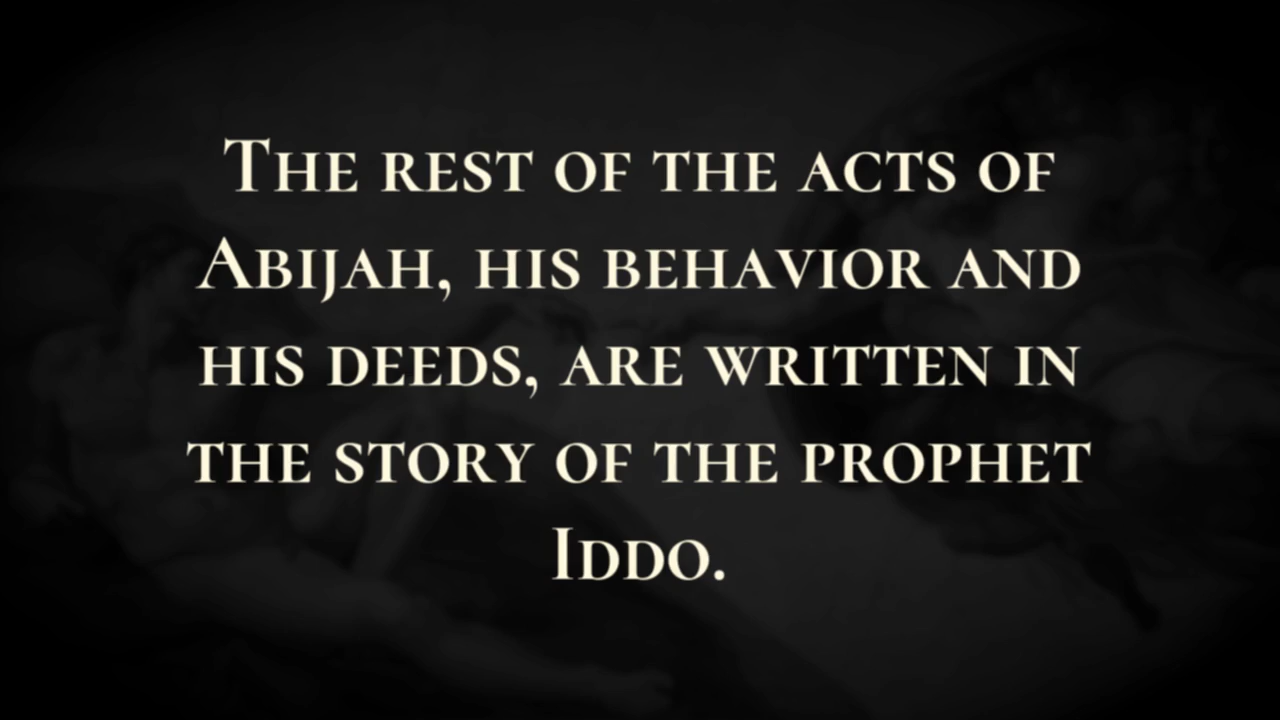 The rest of the acts of
Abijah, his behavior and
his deeds, are written in
the story of the prophet
Iddo.